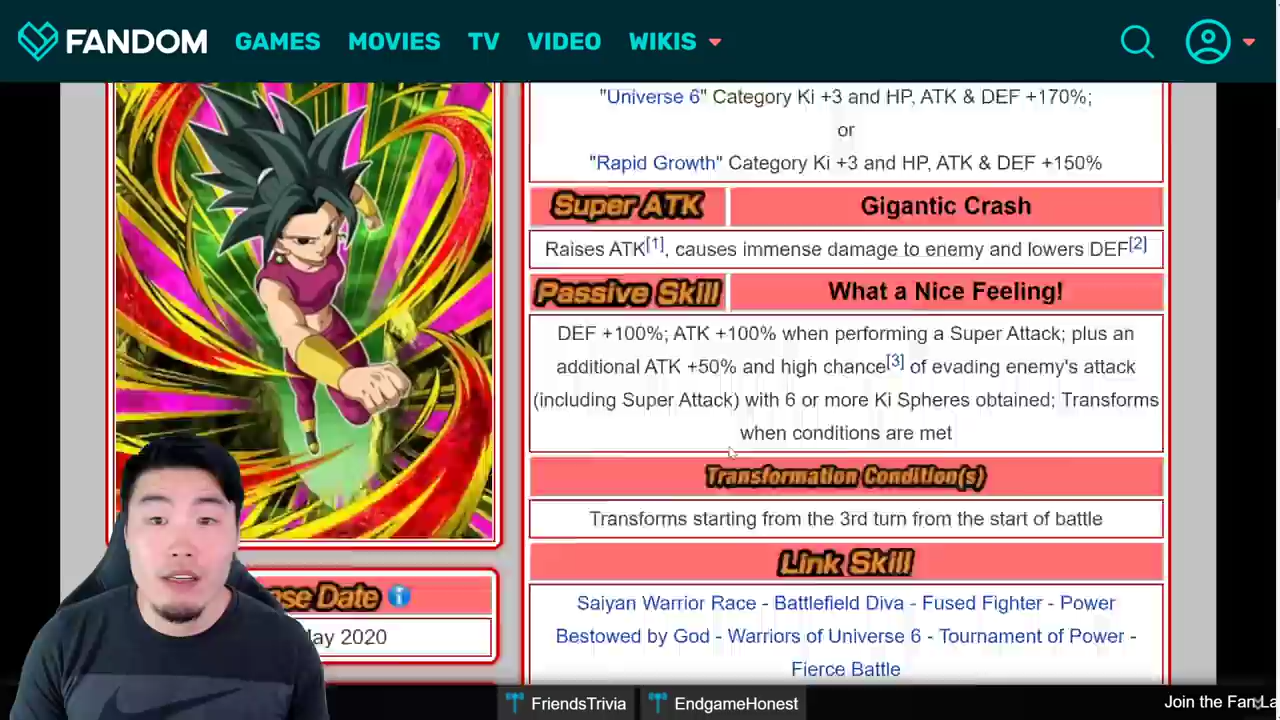 FANDOM GAMES MOVIES TV VIDEO WIKIS
"Universe 6" Category Ki +3 and HP, ATK & DEF +170%;
or
"Rapid Growth" Category Ki +3 and HP, ATK & DEF +150%
Super ATK Gigantic Crash
Raises ATK[1], causes immense damage to enemy and lowers DEF[2]
Passive Skill What a Nice Feeling!
DEF +100%; ATK +100% when performing a Super Attack; plus an
additional ATK +50% and high chance[3] of evading enemy's attack
(including Super Attack) with 6 or more Ki Spheres obtained; Transforms
when conditions are met
Transformation Condition(s)
Transforms starting from the 3rd turn from the start of battle
Link Skill
Saiyan Warrior Race - Battlefield Diva - Fused Fighter - Power
Bestowed by God - Warriors of Universe 6 - Tournament of Power -
Fierce Battle
Date
2020
FriendsTrivia EndgameHonest Join the